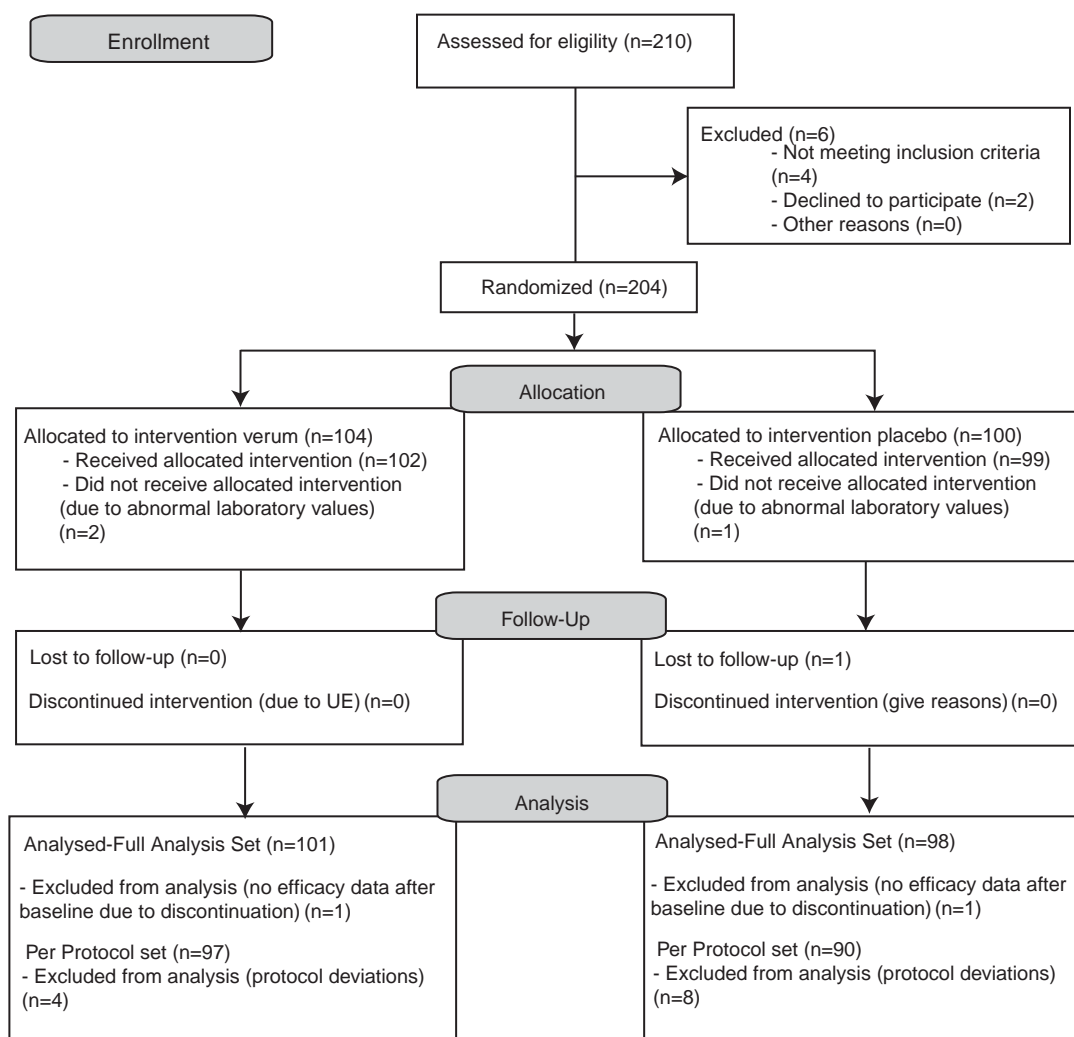 Enrollment
Assessed for eligility (n=210)
Excluded (n=6)
- Not meeting inclusion criteria
(n=4)
- Declined to participate (n=2)
- Other reasons (n=0)
Randomized (n=204)
Allocation
Allocated to intervention verum (n=104)
- Received allocated intervention (n=102)
- Did not receive allocated intervention
(due to abnormal laboratory values)
(n=2)
Allocated to intervention placebo (n=100)
- Received allocated intervention (n=99)
- Did not receive allocated intervention
(due to abnormal laboratory values)
(n=1)
Follow-Up
Lost to follow-up (n=0)
Discontinued intervention (due to UE) (n=0)
Lost to follow-up (n=1)
Discontinued intervention (give reasons) (n=0)
Analysis
Analysed-Full Analysis Set (n=101)
- Excluded from analysis (no efficacy data after
baseline due to discontinuation) (n=1)
Per Protocol set (n=97)
- Excluded from analysis (protocol deviations)
(n=4)
Analysed-Full Analysis Set (n=98)
- Excluded from analysis (no efficacy data after
baseline due to discontinuation) (n=1)
Per Protocol set (n=90)
- Excluded from analysis (protocol deviations)
(n=8)